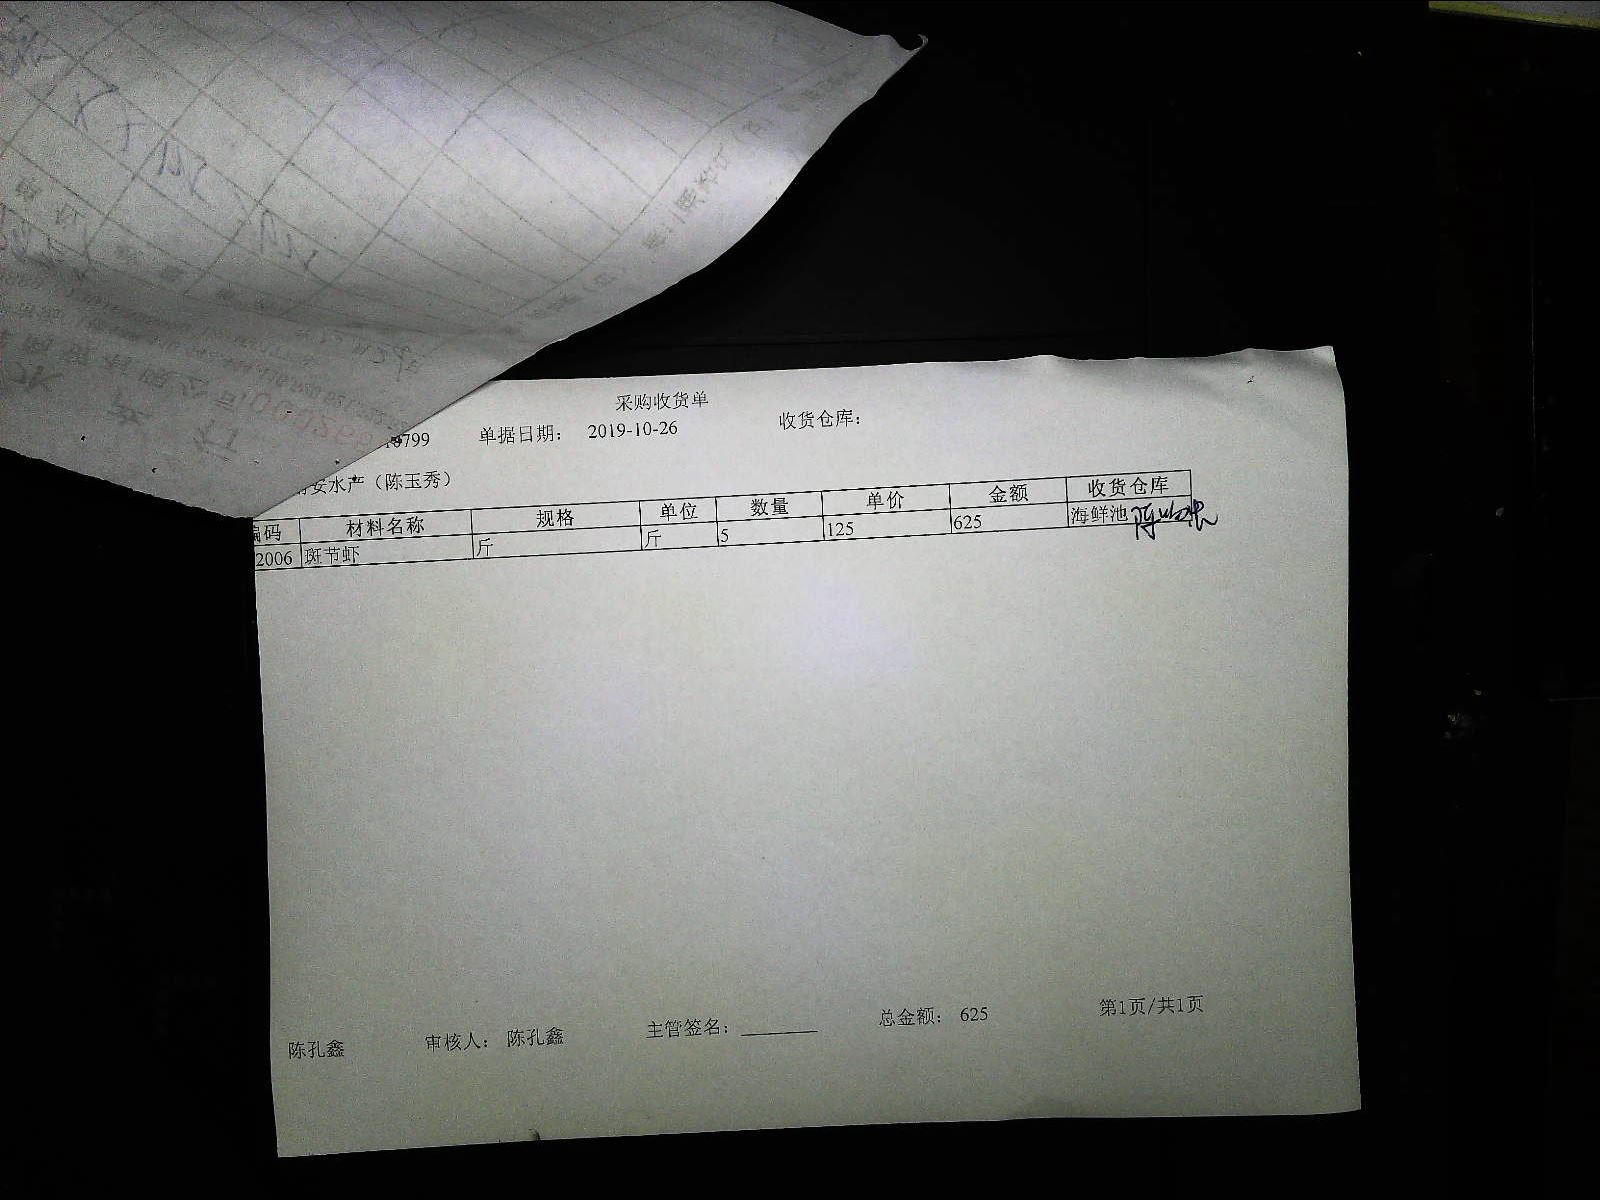 采购收货单
0799 单据日期： 2019-10-26 收货仓库：
安水产（陈玉秀）
编码 材料名称 规格 单位 数量 单价 金额 收货仓库
2006 斑节虾 斤 斤 5 125 625 海鲜池
陈孔鑫 审核人： 陈孔鑫 主管签名： 总金额： 625 第1页/共1页